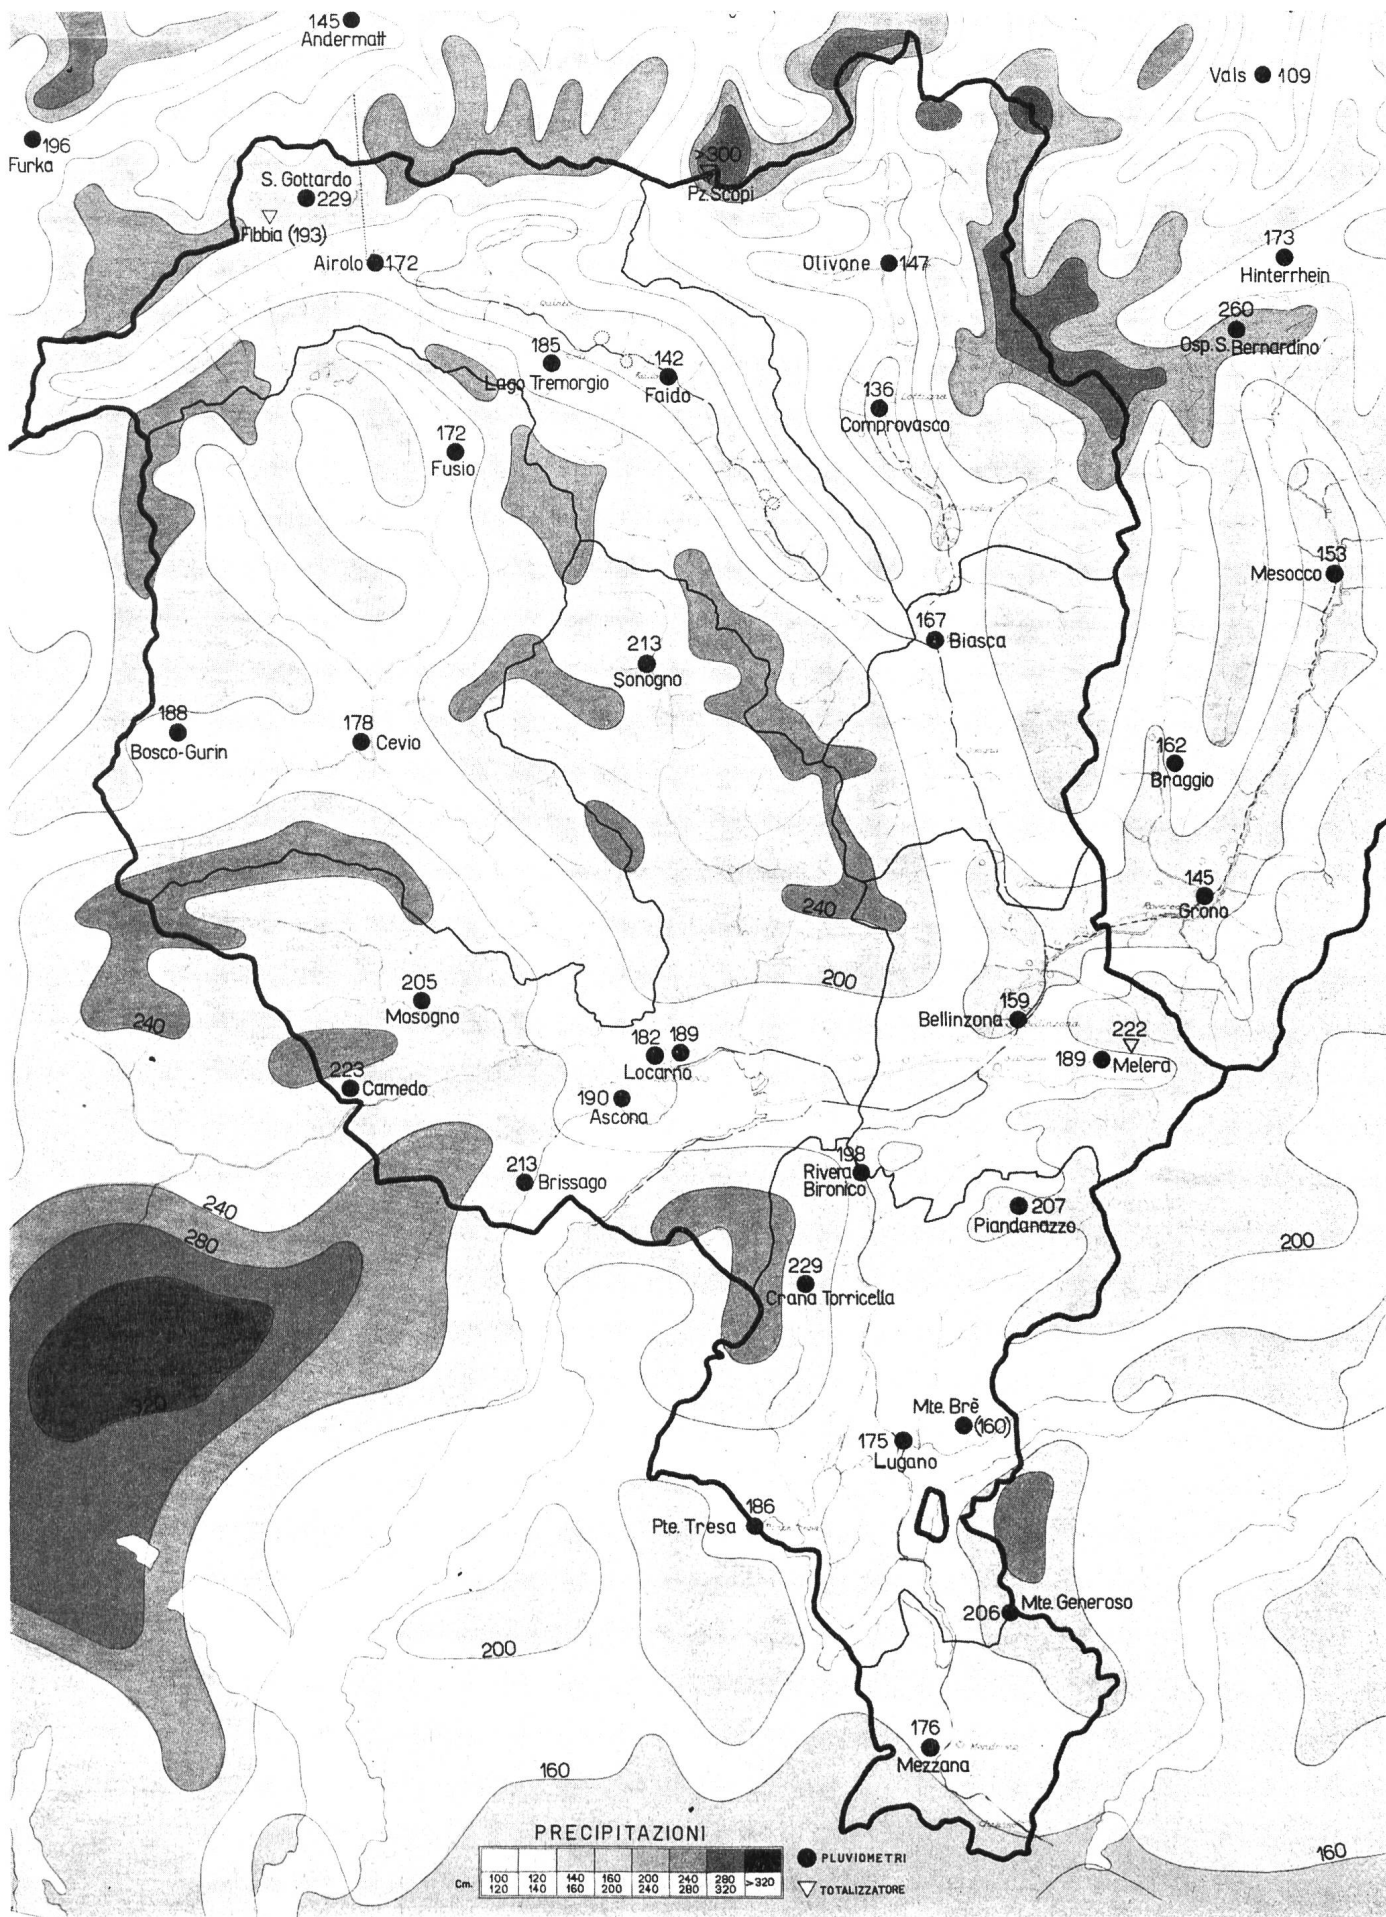 145
Andermatt
Vals 109
196
Furka
>300
Pz. Scopi
S. Gottardo
229
Fibbia (193)
Airolo 172
Olivone 147
173
Hinterrhein
260
Osp. S. Bernardino
185
Lago Tremorgio
142
Faido
136
Comprovasco
172
Fusio
153
Mesocco
167
Biasca
213
Sonogno
188
Bosco-Gurin
178
Cevio
162
Braggio
145
Grono
240
200
205
Mosogno
240
159
Bellinzona
222
189 Melera
182 189
Locarno
223
Camedo
190
Ascona
198
Rivera
Bironico
213
Brissago
207
Piandanazzo
240
280
200
229
Crana Torricella
320
Mte. Brè
(160)
175
Lugano
186
Pte. Tresa
Mte. Generoso
206
200
176
Mezzana
160
160
PRECIPITAZIONI
Cm.
100 120 140 160 200 240 280 >320
120 140 160 200 240 280 320
PLUVIOMETRI
TOTALIZZATORE